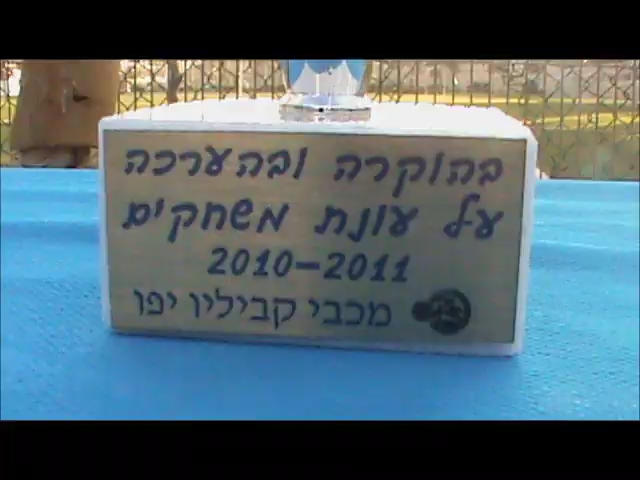 בהוקרה ובהערכה
על עונת משחקים
2010-2011
מכבי קביליו יפו